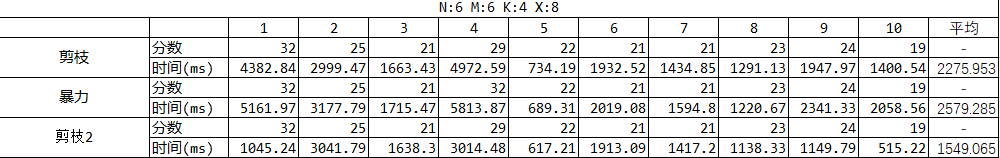 N:6 M:6 K:4 X:8
1 2 3 4 5 6 7 8 9 10 平均
剪枝 分数 32 25 21 29 22 21 21 23 24 19 -
时间(ms) 4382.84 2999.47 1663.43 4972.59 734.19 1932.52 1434.85 1291.13 1947.97 1400.54 2275.953
暴力 分数 32 25 21 32 22 21 21 23 24 19 -
时间(ms) 5161.97 3177.79 1715.47 5813.87 689.31 2019.08 1594.8 1220.67 2341.33 2058.56 2579.285
剪枝2 分数 32 25 21 29 22 21 21 23 24 19 -
时间(ms) 1045.24 3041.79 1638.3 3014.48 617.21 1913.09 1417.2 1138.33 1149.79 515.22 1549.065